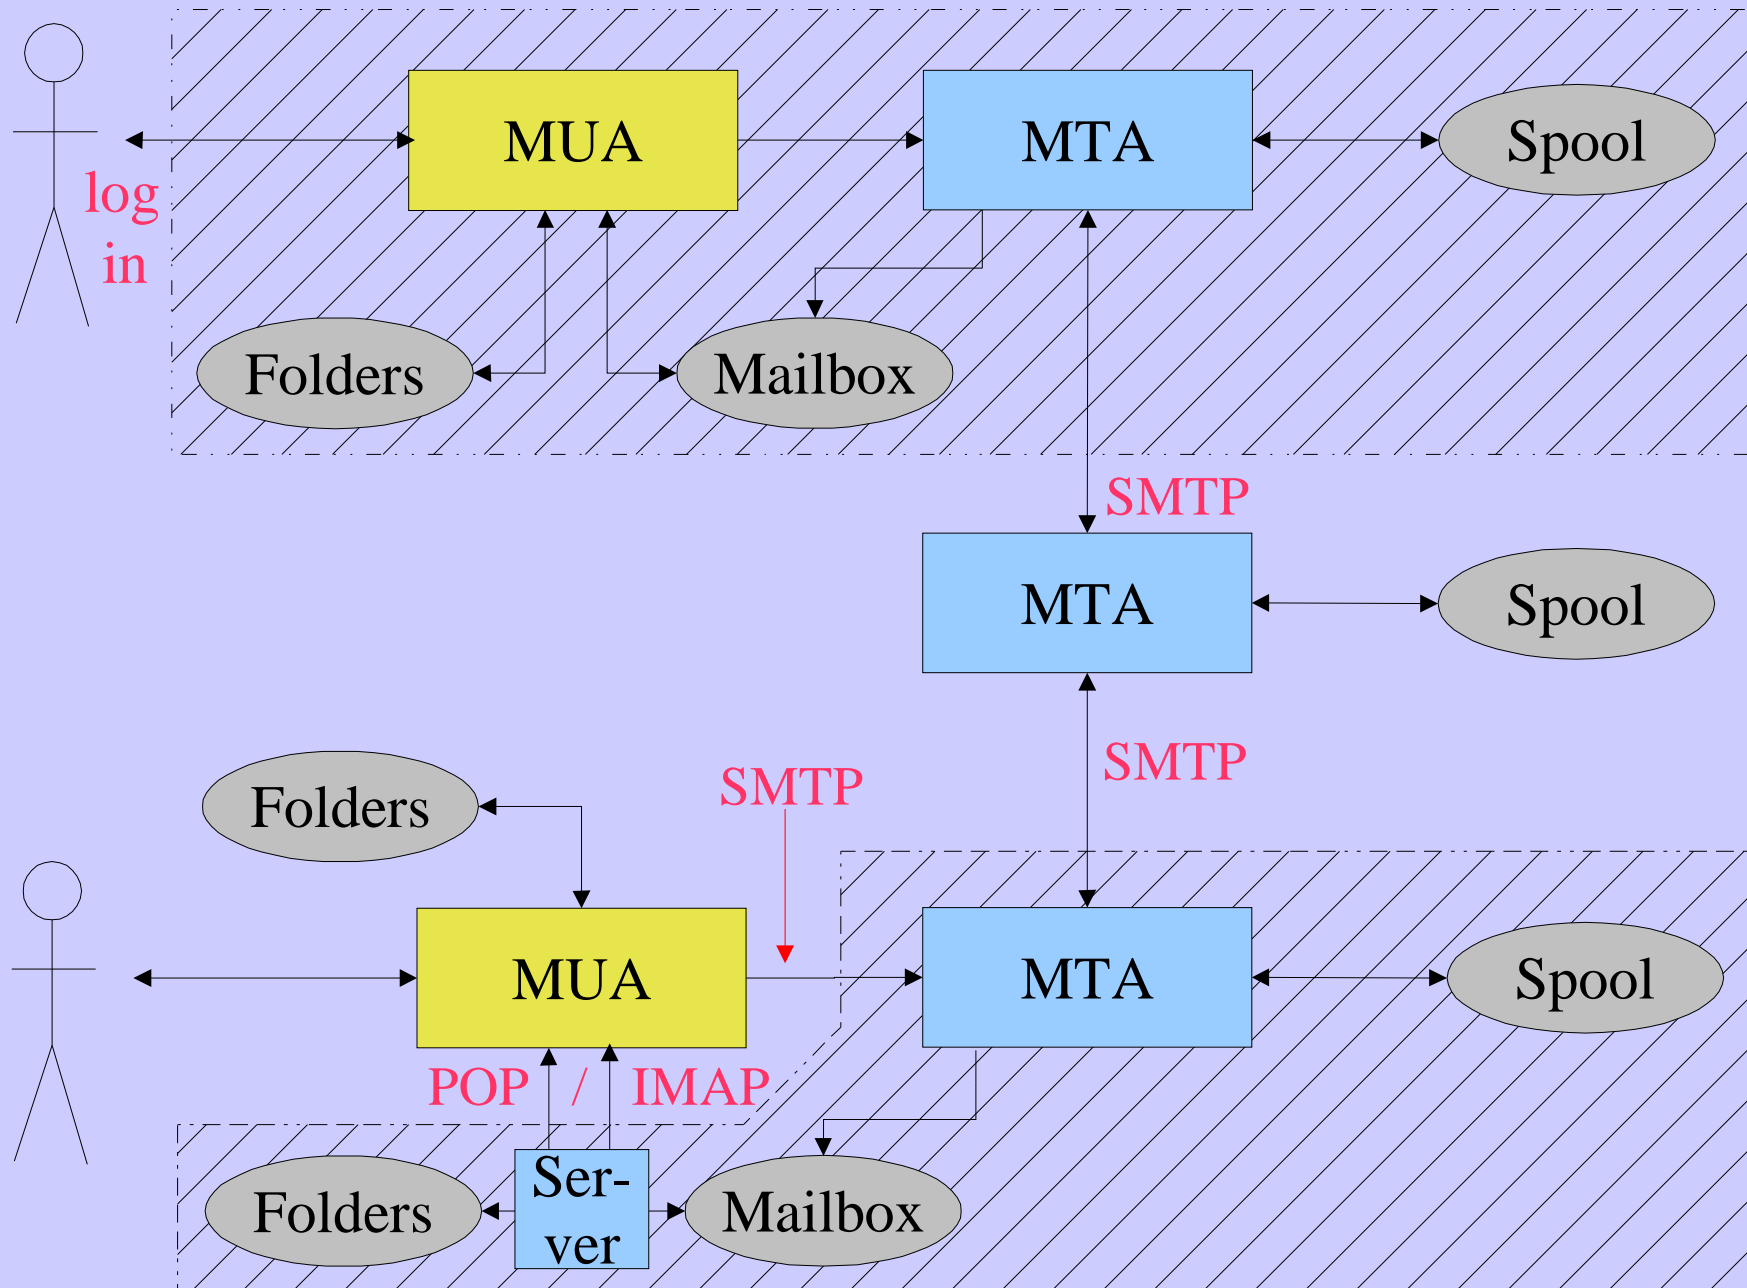 MUA
MTA
Spool
log
in
Folders
Mailbox
SMTP
MTA
Spool
SMTP
SMTP
Folders
MUA
MTA
Spool
POP / IMAP
Ser-
ver
Folders
Mailbox